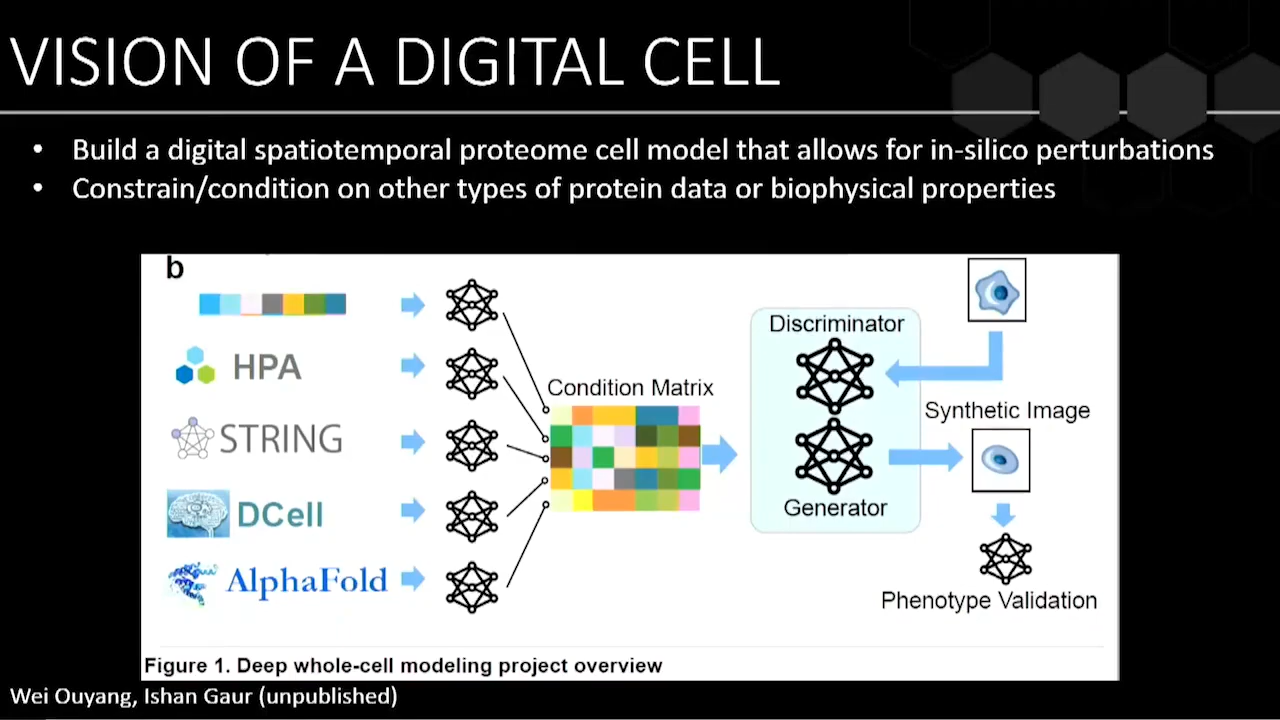 VISION OF A DIGITAL CELL
• Build a digital spatiotemporal proteome cell model that allows for in-silico perturbations
• Constrain/condition on other types of protein data or biophysical properties
b
HPA
STRING
DCell
AlphaFold
Condition Matrix
Discriminator
Generator
Synthetic Image
Phenotype Validation
Figure 1. Deep whole-cell modeling project overview
Wei Ouyang, Ishan Gaur (unpublished)